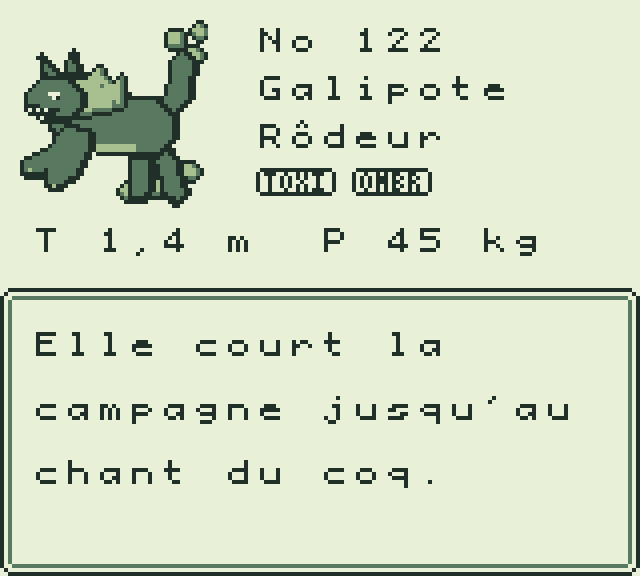 No 122
Galipote
Rôdeur
TOXI OMBR
T 1,4 m P 45 kg
Elle court la
campagne jusqu'au
chant du coq.